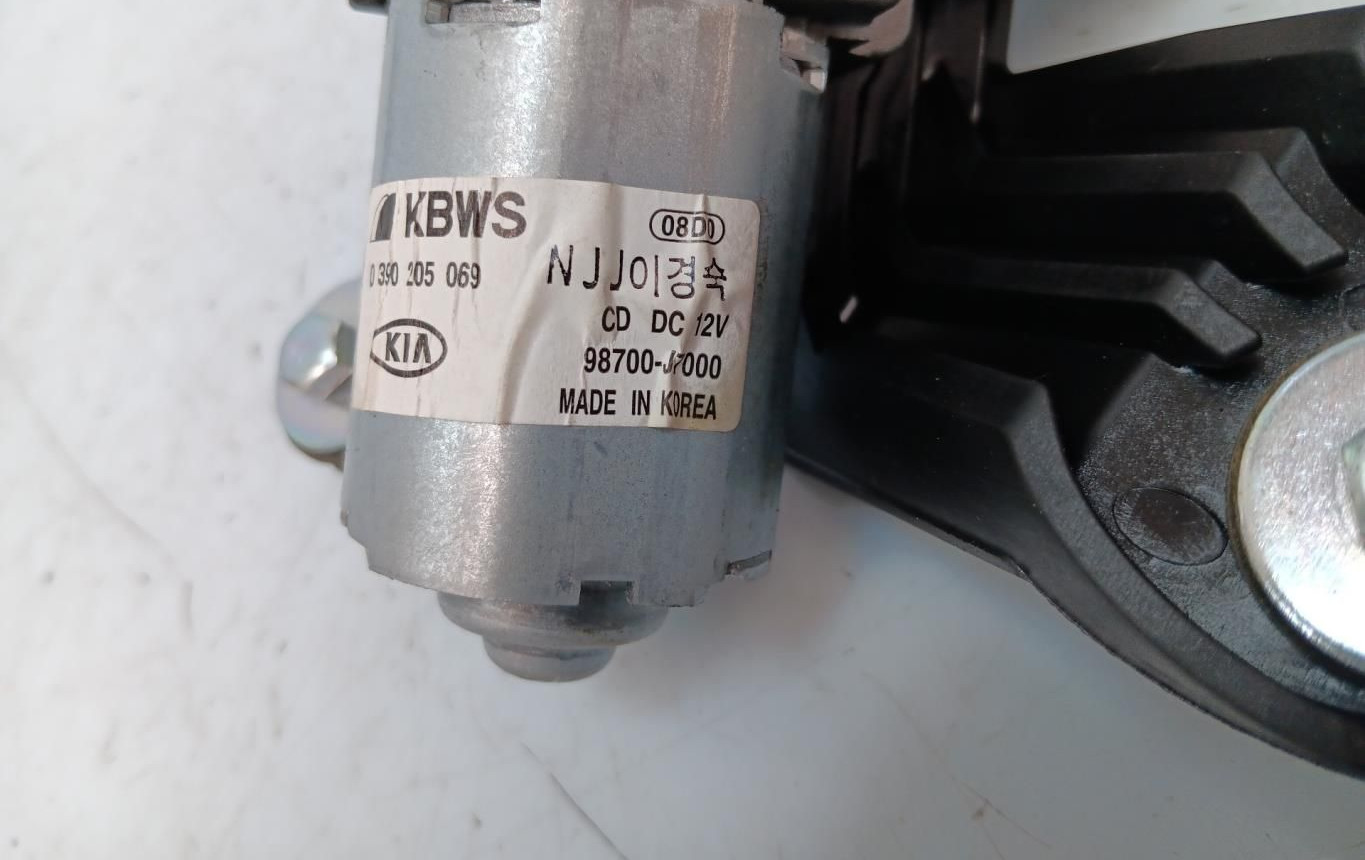 KBWS
08D0
0 390 205 069
NJJ이경숙
KIA
CD DC 12V
98700-J7000
MADE IN KOREA